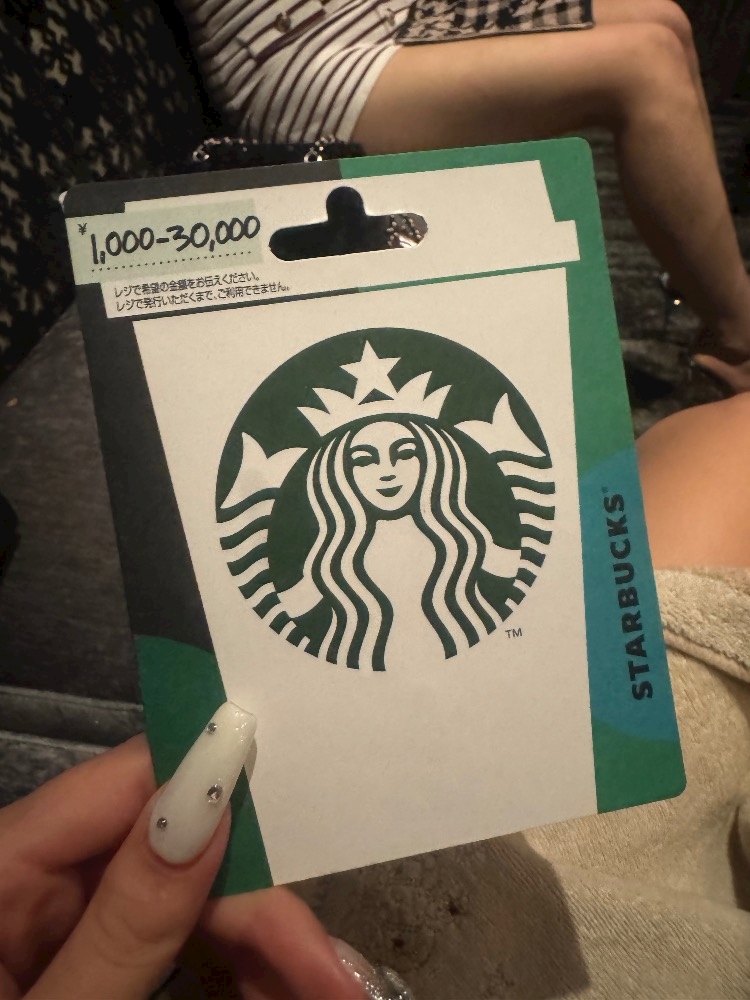 ¥1,000-30,000
レジで希望の金額をお伝えください。
レジで発行いただくまで、ご利用できません。
TM
STARBUCKS®